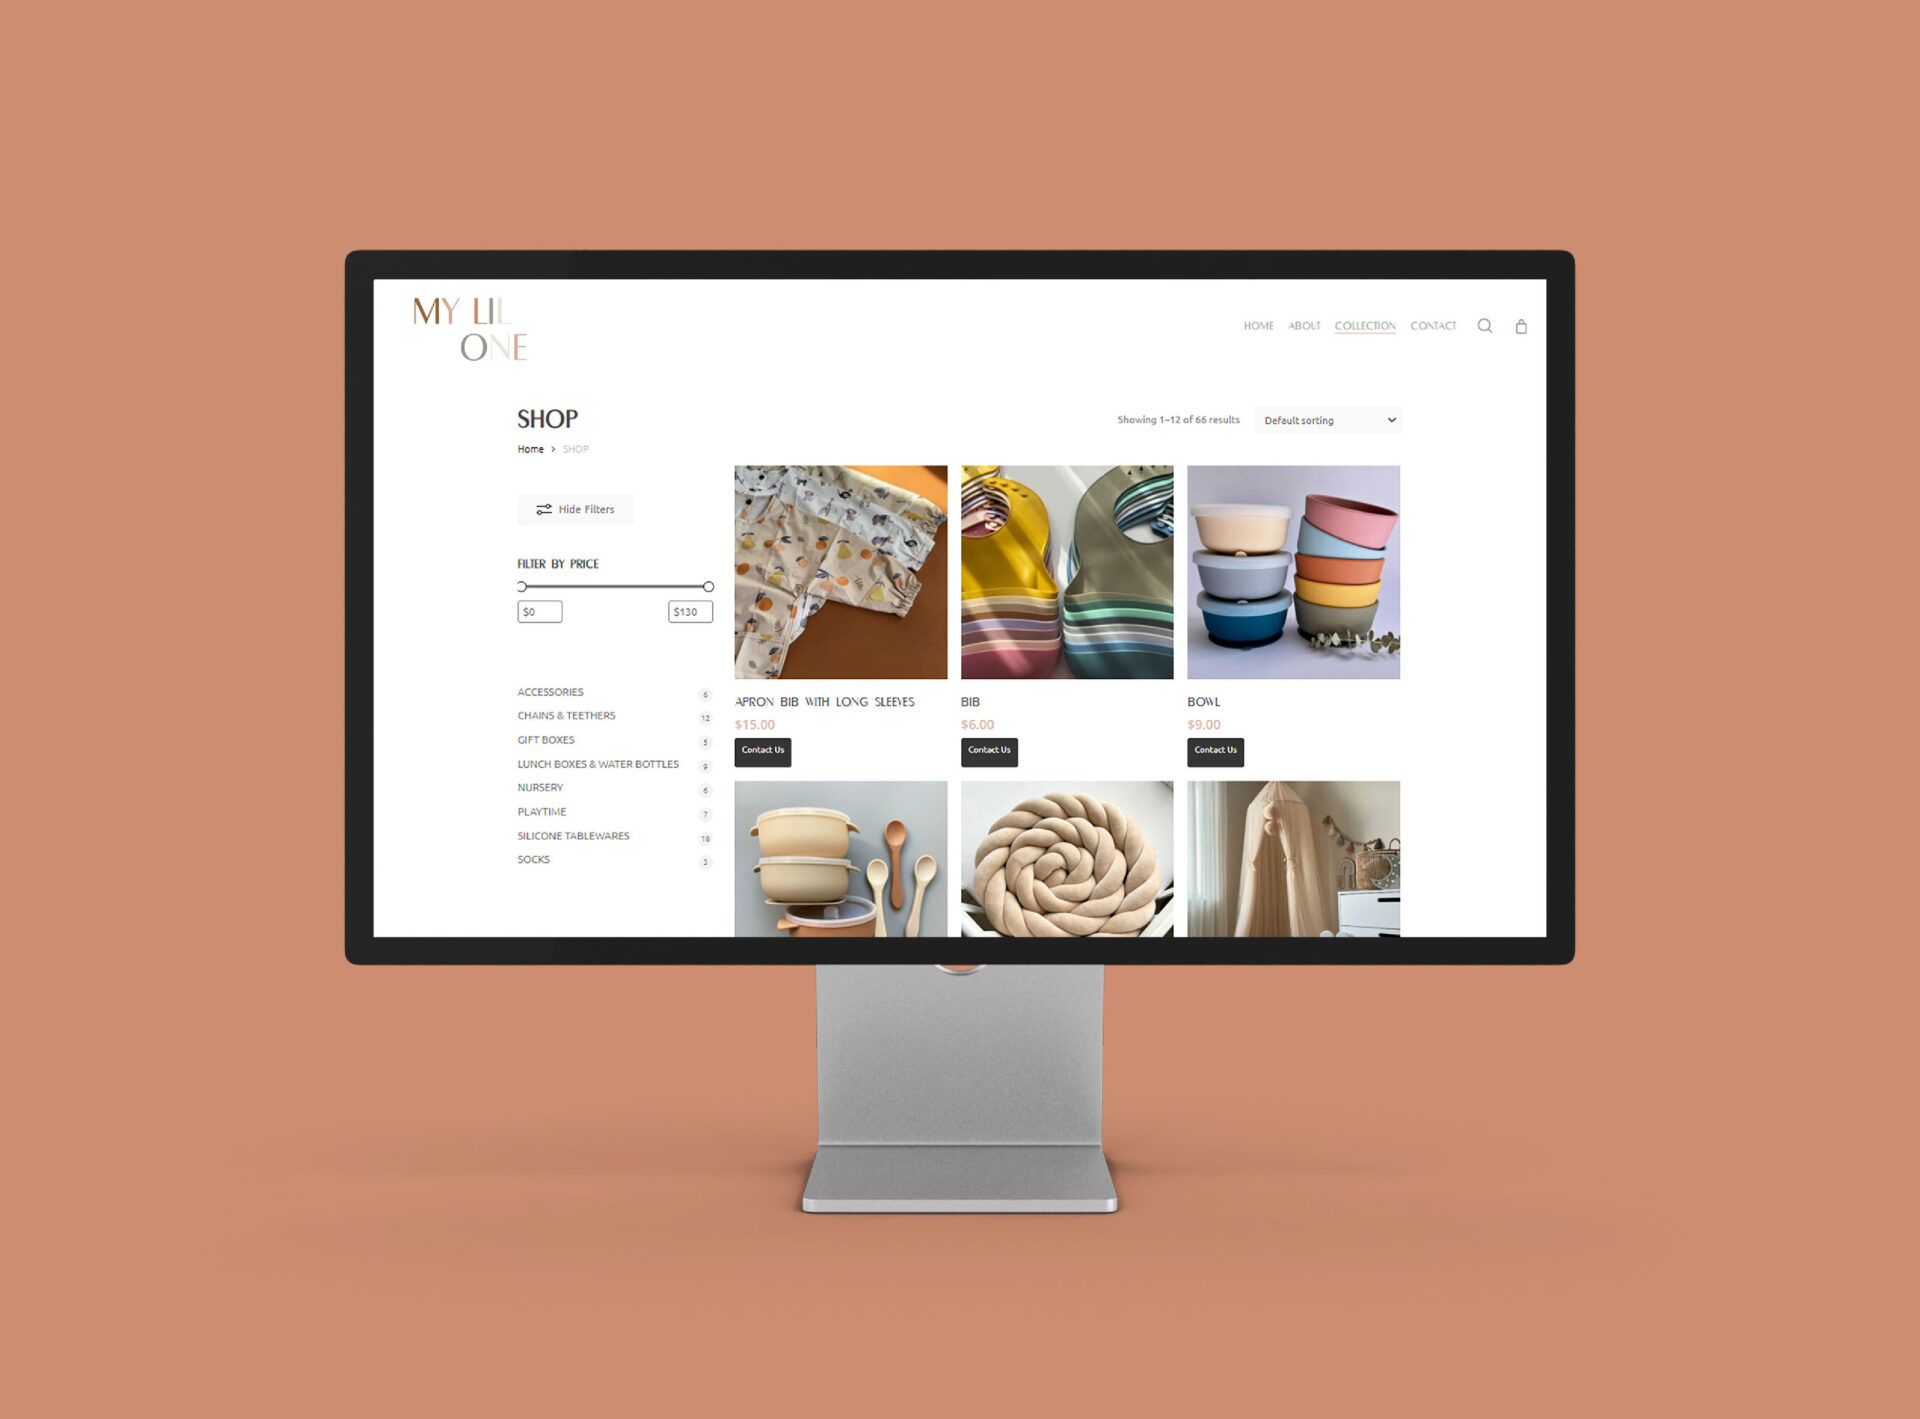 MY LIL
ONE
HOME ABOUT COLLECTION CONTACT
SHOP
Showing 1–12 of 66 results
Default sorting
Home > SHOP
Hide Filters
FILTER BY PRICE
$0 $130
ACCESSORIES 6
CHAINS & TEETHERS 12
GIFT BOXES 5
LUNCH BOXES & WATER BOTTLES 9
NURSERY 6
PLAYTIME 7
SILICONE TABLEWARES 18
SOCKS 3
APRON BIB WITH LONG SLEEVES
$15.00
Contact Us
BIB
$6.00
Contact Us
BOWL
$9.00
Contact Us